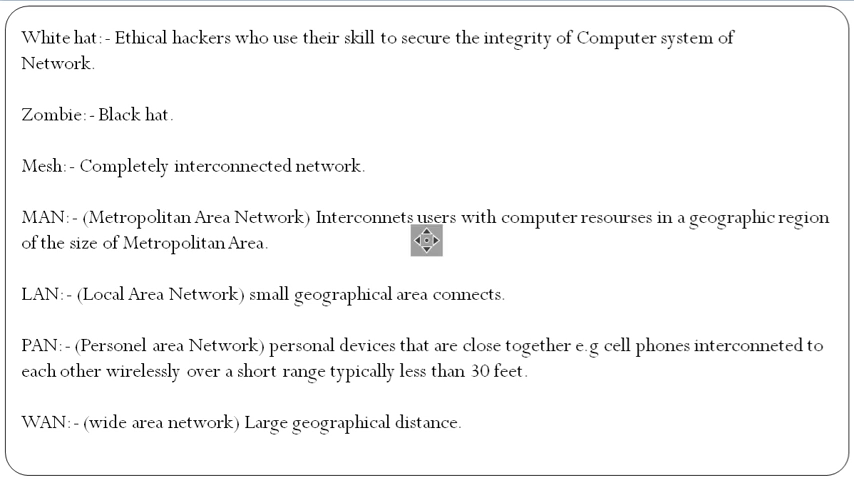 White hat:- Ethical hackers who use their skill to secure the integrity of Computer system of
Network.
Zombie:- Black hat.
Mesh:- Completely interconnected network.
MAN:- (Metropolitan Area Network) Interconnets users with computer resourses in a geographic region
of the size of Metropolitan Area.
LAN:- (Local Area Network) small geographical area connects.
PAN:- (Personel area Network) personal devices that are close together e.g cell phones interconneted to
each other wirelessly over a short range typically less than 30 feet.
WAN:- (wide area network) Large geographical distance.